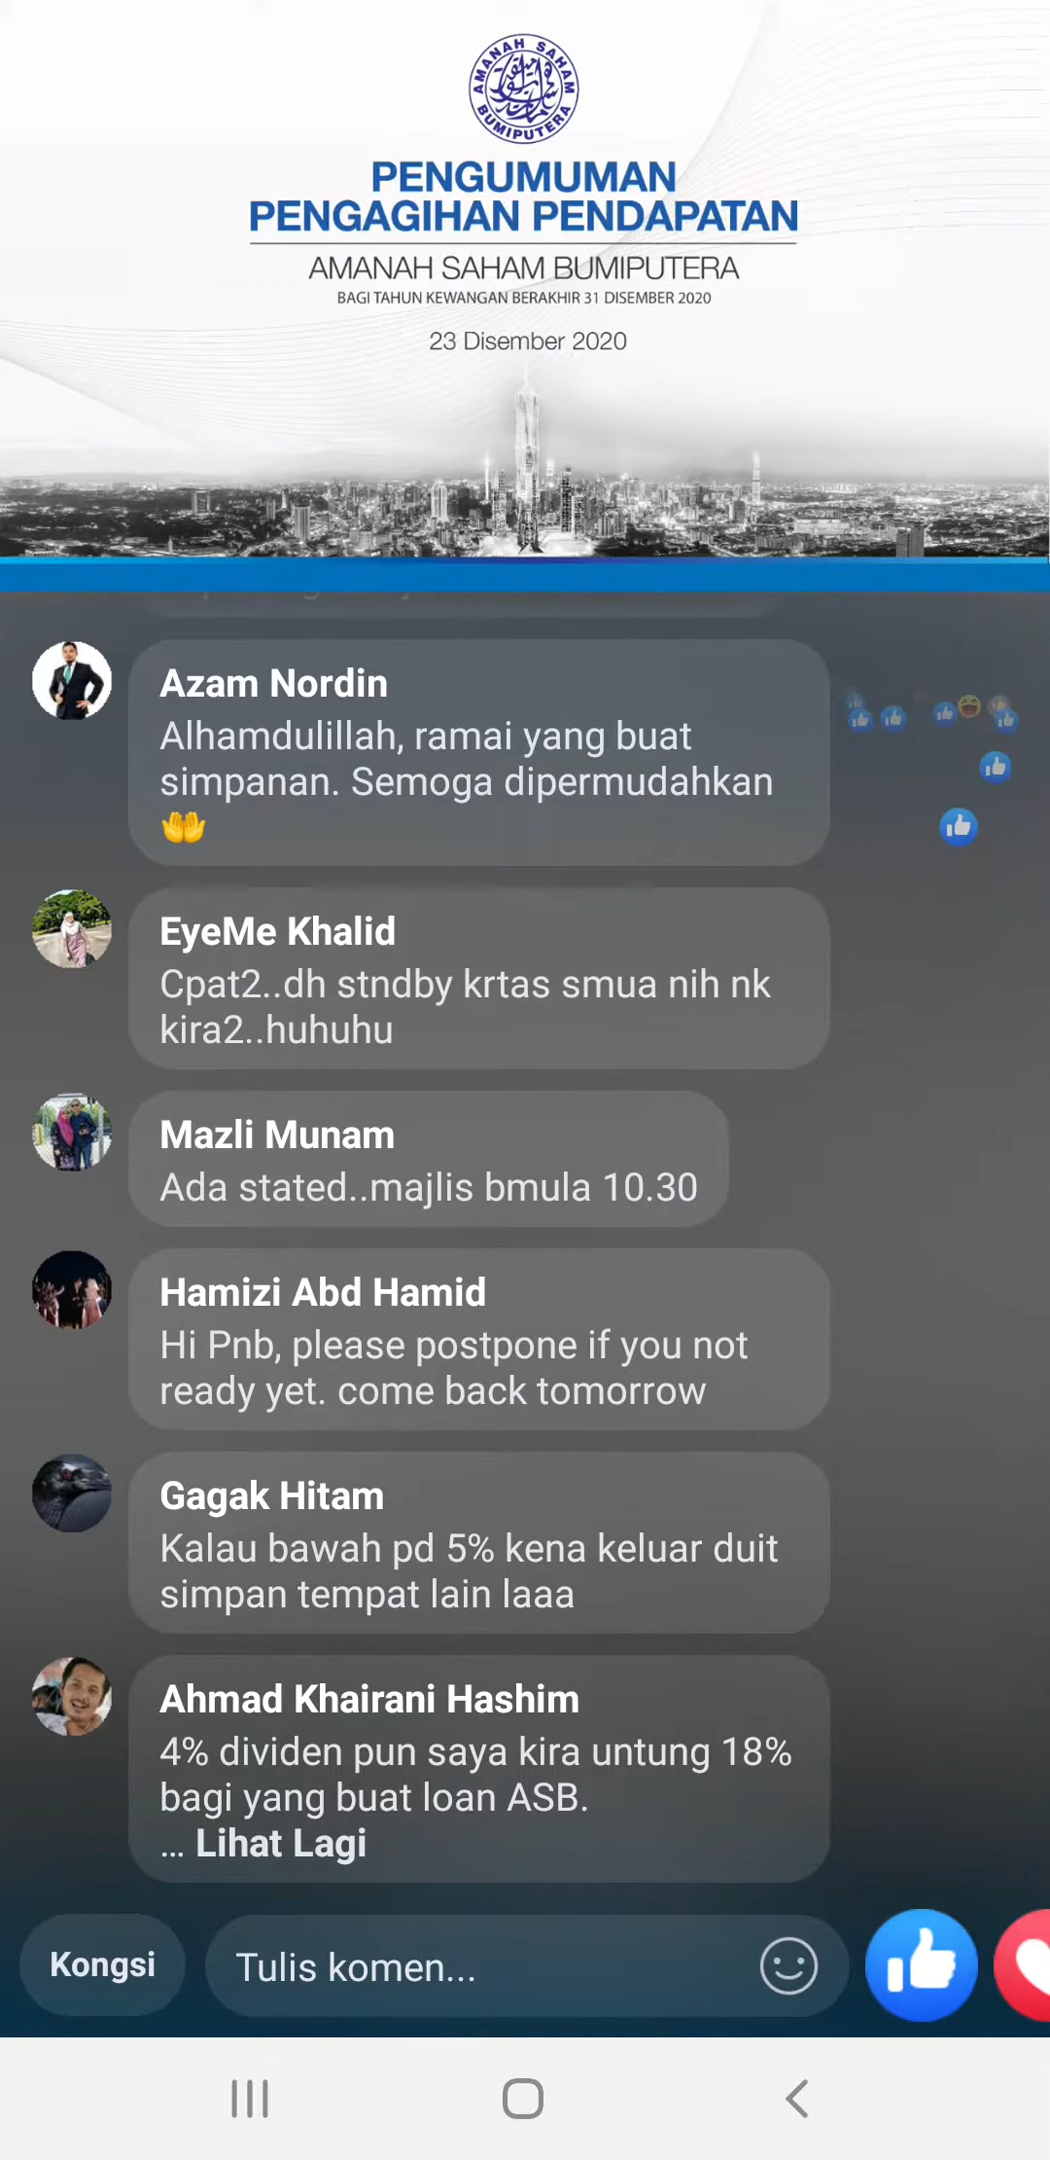 AMANAH SAHAM
BUMIPUTERA
PENGUMUMAN
PENGAGIHAN PENDAPATAN
AMANAH SAHAM BUMIPUTERA
BAGI TAHUN KEWANGAN BERAKHIR 31 DISEMBER 2020
23 Disember 2020
Azam Nordin
Alhamdulillah, ramai yang buat
simpanan. Semoga dipermudahkan
🤲
EyeMe Khalid
Cpat2..dh stndby krtas smua nih nk
kira2..huhuhu
Mazli Munam
Ada stated..majlis bmula 10.30
Hamizi Abd Hamid
Hi Pnb, please postpone if you not
ready yet. come back tomorrow
Gagak Hitam
Kalau bawah pd 5% kena keluar duit
simpan tempat lain laaa
Ahmad Khairani Hashim
4% dividen pun saya kira untung 18%
bagi yang buat loan ASB.
... Lihat Lagi
Kongsi
Tulis komen...